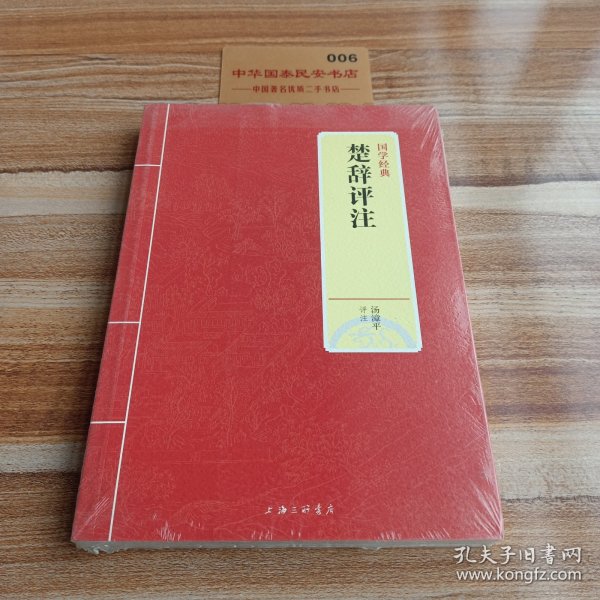 006
中华国泰民安书店
中国著名优质二手书店
国学经典
楚辞评注
汤漳平
评注
上海三联书店
孔夫子旧书网
www.kongfz.com